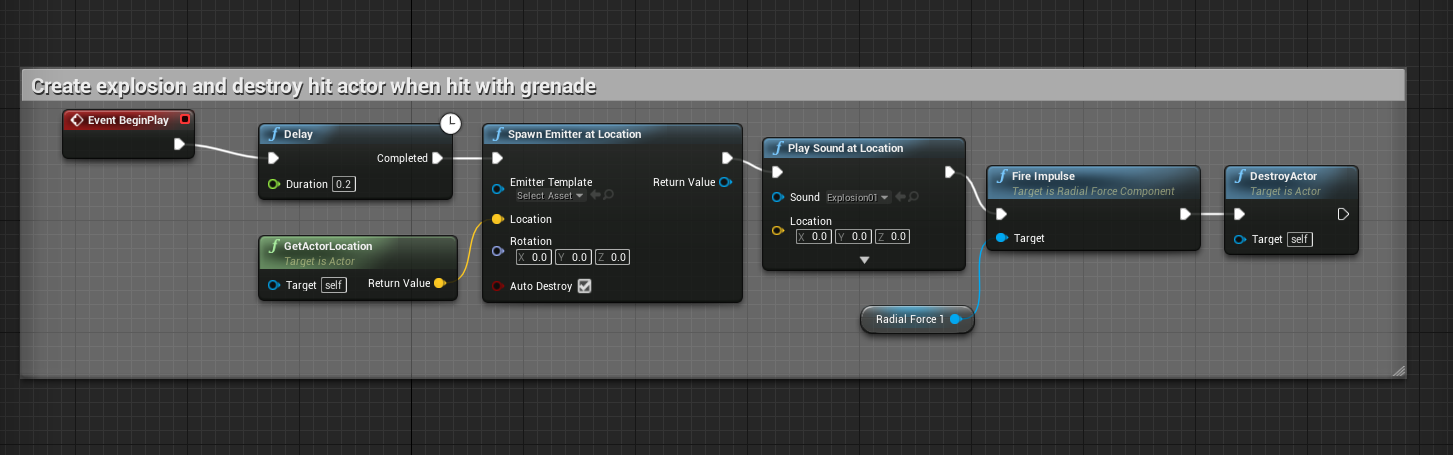 Create explosion and destroy hit actor when hit with grenade
Event BeginPlay
Delay
Completed
Duration 0.2
GetActorLocation
Target is Actor
Target self
Return Value
Spawn Emitter at Location
Emitter Template
Select Asset
Return Value
Location
Rotation
X 0.0 Y 0.0 Z 0.0
Auto Destroy
Play Sound at Location
Sound Explosion01
Location
X 0.0 Y 0.0 Z 0.0
Radial Force 1
Fire Impulse
Target is Radial Force Component
Target
DestroyActor
Target is Actor
Target self